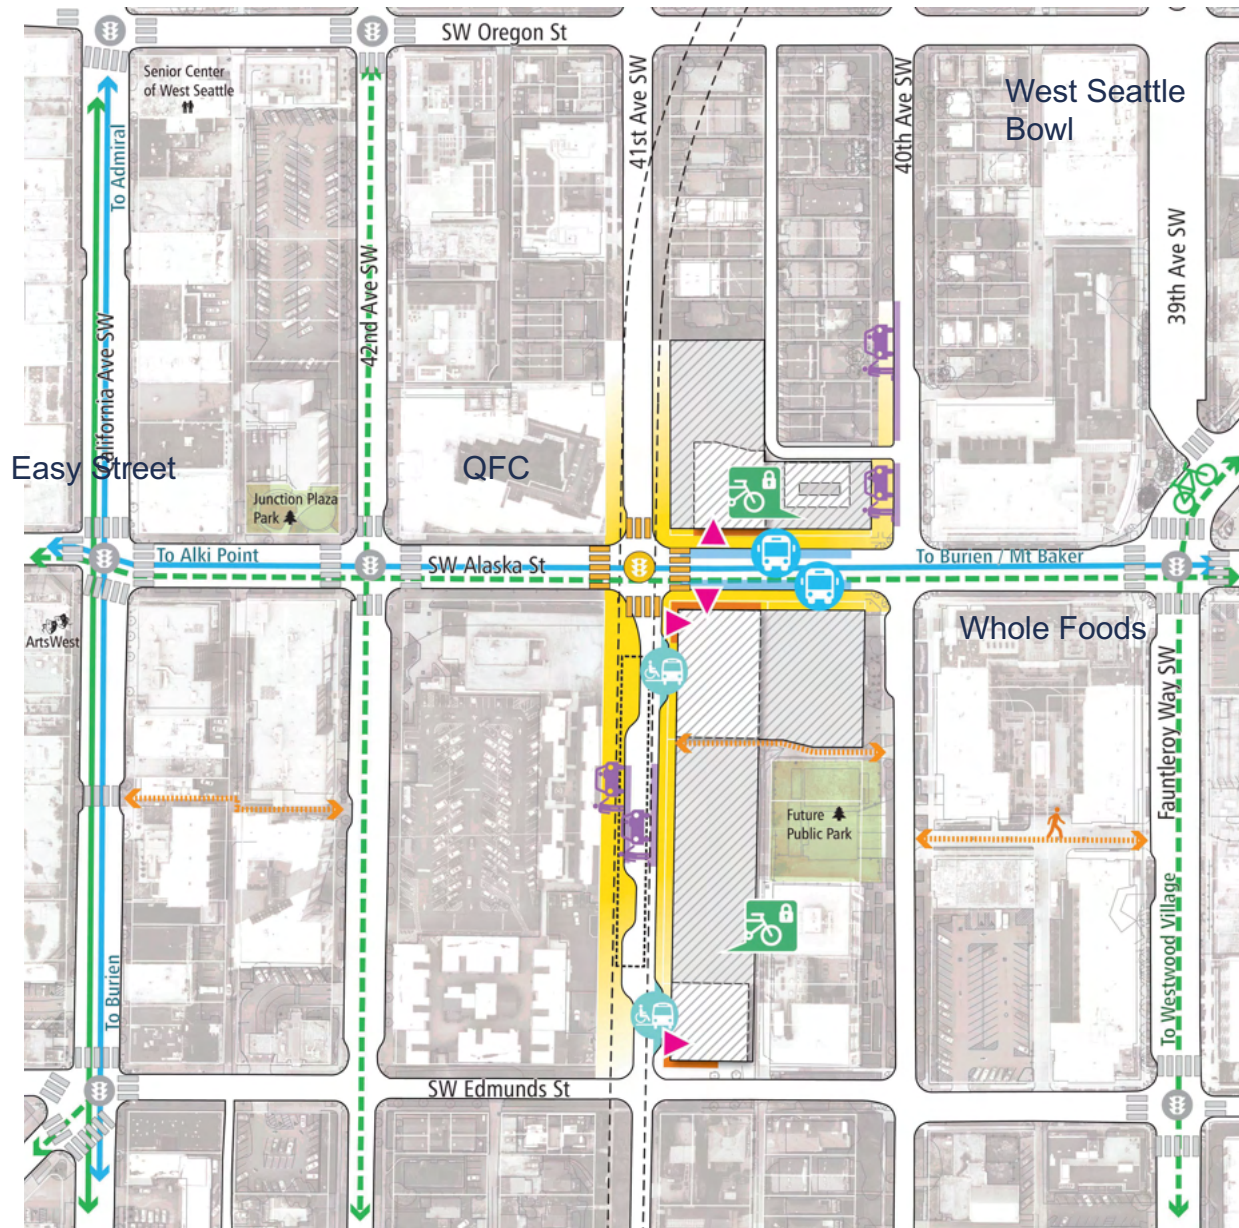 SW Oregon St
Senior Center
of West Seattle
41st Ave SW
40th Ave SW
West Seattle
Bowl
To Admiral
39th Ave SW
42nd Ave SW
California Ave SW
Easy Street
QFC
Junction Plaza
Park
To Alki Point
SW Alaska St
To Burien / Mt Baker
ArtsWest
Whole Foods
Fauntleroy Way SW
Future
Public Park
To Burien
To Westwood Village
SW Edmunds St